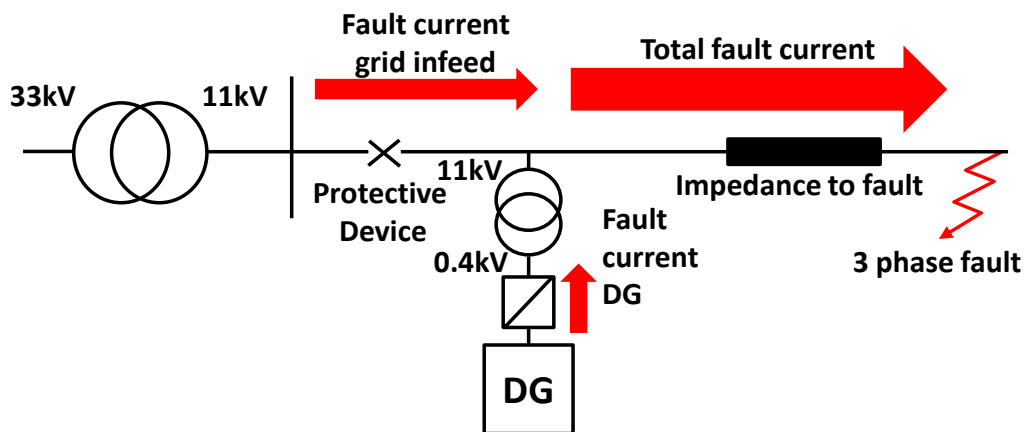 Fault current
grid infeed
Total fault current
33kV
11kV
Protective
Device
11kV
Impedance to fault
0.4kV
Fault
current
DG
3 phase fault
DG